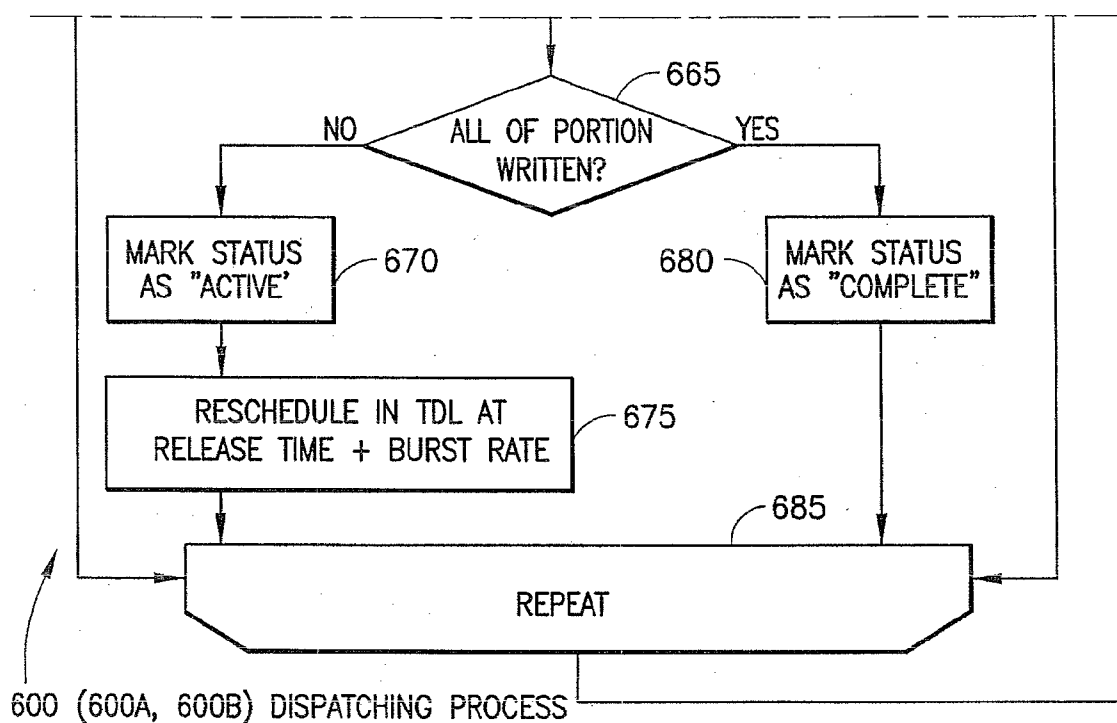 665
NO
YES
ALL OF PORTION
WRITTEN?
MARK STATUS
AS "ACTIVE'
670
680
MARK STATUS
AS "COMPLETE"
RESCHEDULE IN TDL AT
RELEASE TIME + BURST RATE
675
685
REPEAT
600 (600A, 600B) DISPATCHING PROCESS